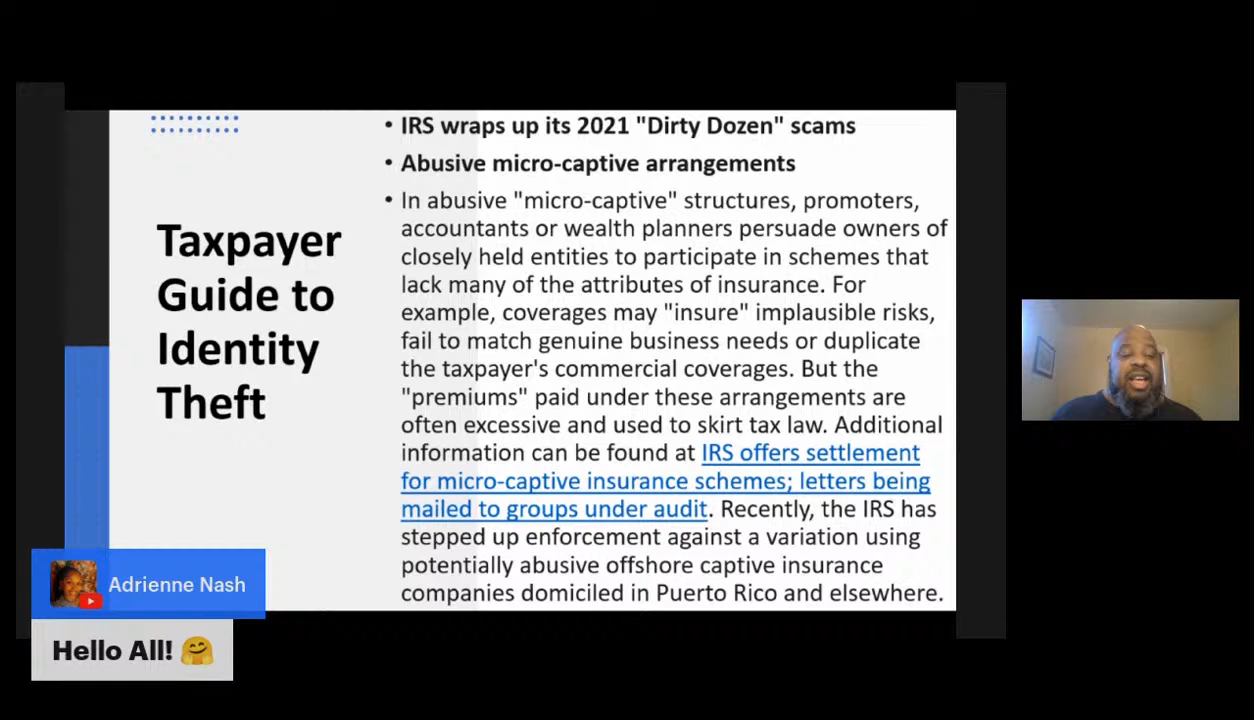 Taxpayer
Guide to
Identity
Theft
• IRS wraps up its 2021 "Dirty Dozen" scams
• Abusive micro-captive arrangements
• In abusive "micro-captive" structures, promoters,
accountants or wealth planners persuade owners of
closely held entities to participate in schemes that
lack many of the attributes of insurance. For
example, coverages may "insure" implausible risks,
fail to match genuine business needs or duplicate
the taxpayer's commercial coverages. But the
"premiums" paid under these arrangements are
often excessive and used to skirt tax law. Additional
information can be found at IRS offers settlement
for micro-captive insurance schemes; letters being
mailed to groups under audit. Recently, the IRS has
stepped up enforcement against a variation using
potentially abusive offshore captive insurance
companies domiciled in Puerto Rico and elsewhere.
Adrienne Nash
Hello All! 🤗